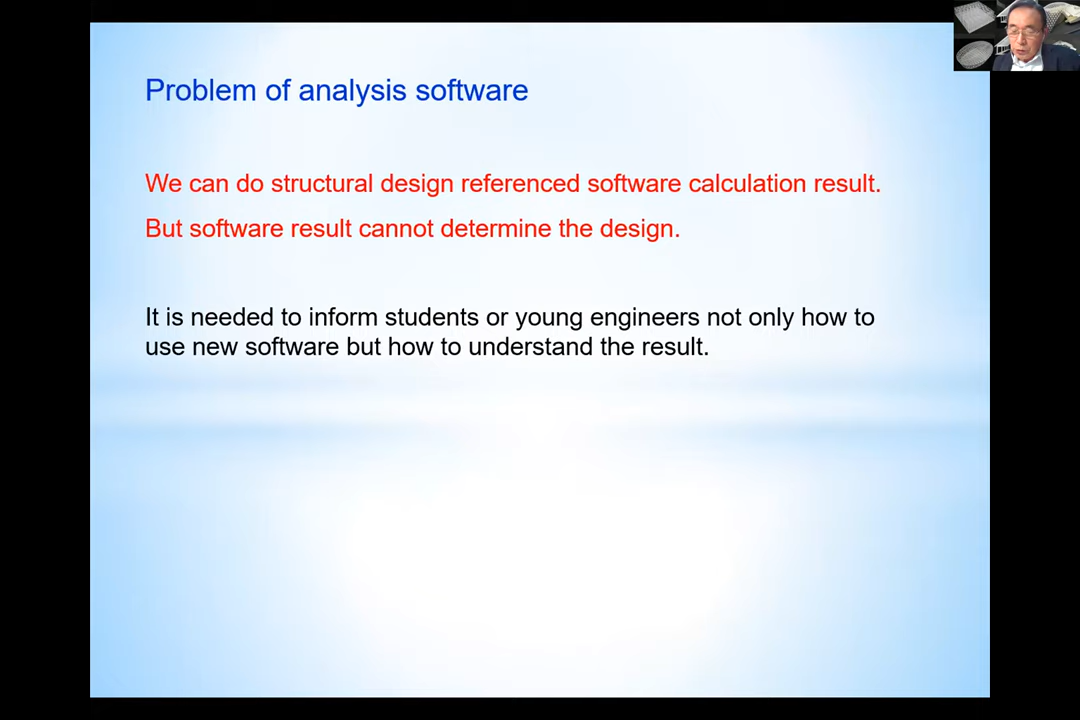 Problem of analysis software
We can do structural design referenced software calculation result.
But software result cannot determine the design.
It is needed to inform students or young engineers not only how to
use new software but how to understand the result.